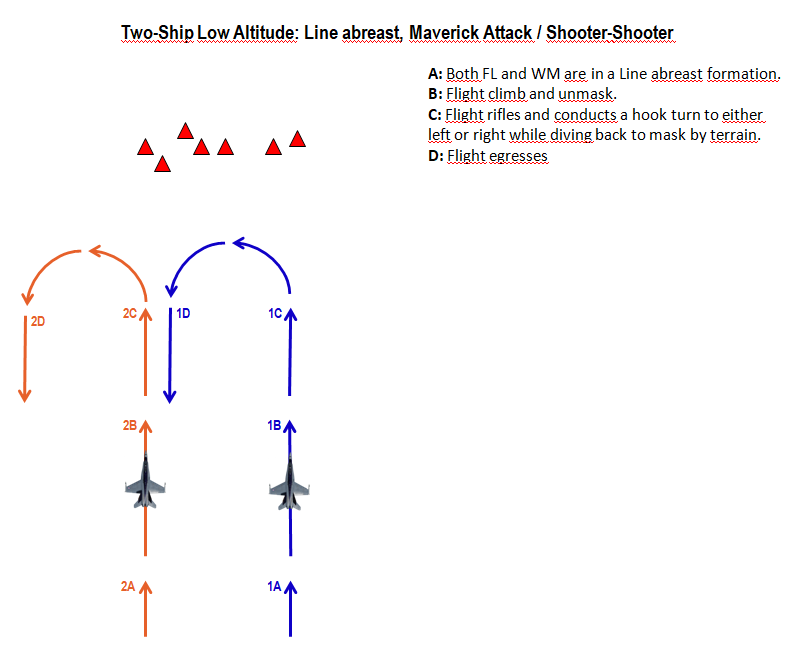 Two-Ship Low Altitude: Line abreast, Maverick Attack / Shooter-Shooter
A: Both FL and WM are in a Line abreast formation.
B: Flight climb and unmask.
C: Flight rifles and conducts a hook turn to either
left or right while diving back to mask by terrain.
D: Flight egresses
2D
2C
1D
1C
2B
1B
2A
1A